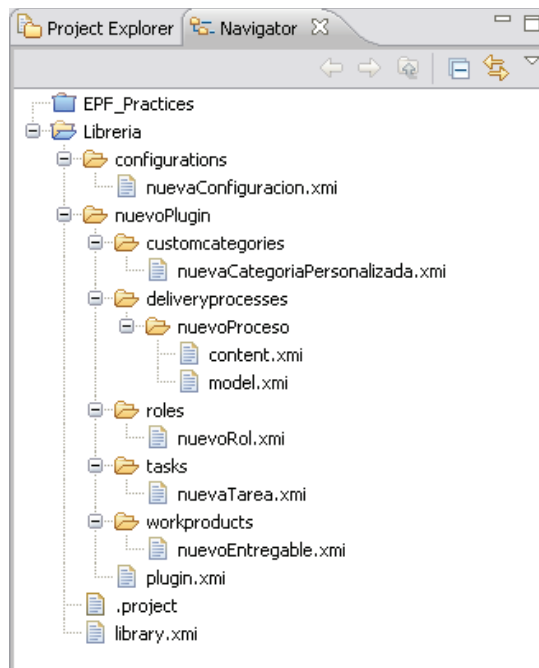 Project Explorer Navigator
EPF_Practices
Libreria
configurations
nuevaConfiguracion.xmi
nuevoPlugin
customcategories
nuevaCategoriaPersonalizada.xmi
deliveryprocesses
nuevoProceso
content.xmi
model.xmi
roles
nuevoRol.xmi
tasks
nuevaTarea.xmi
workproducts
nuevoEntregable.xmi
plugin.xmi
.project
library.xmi